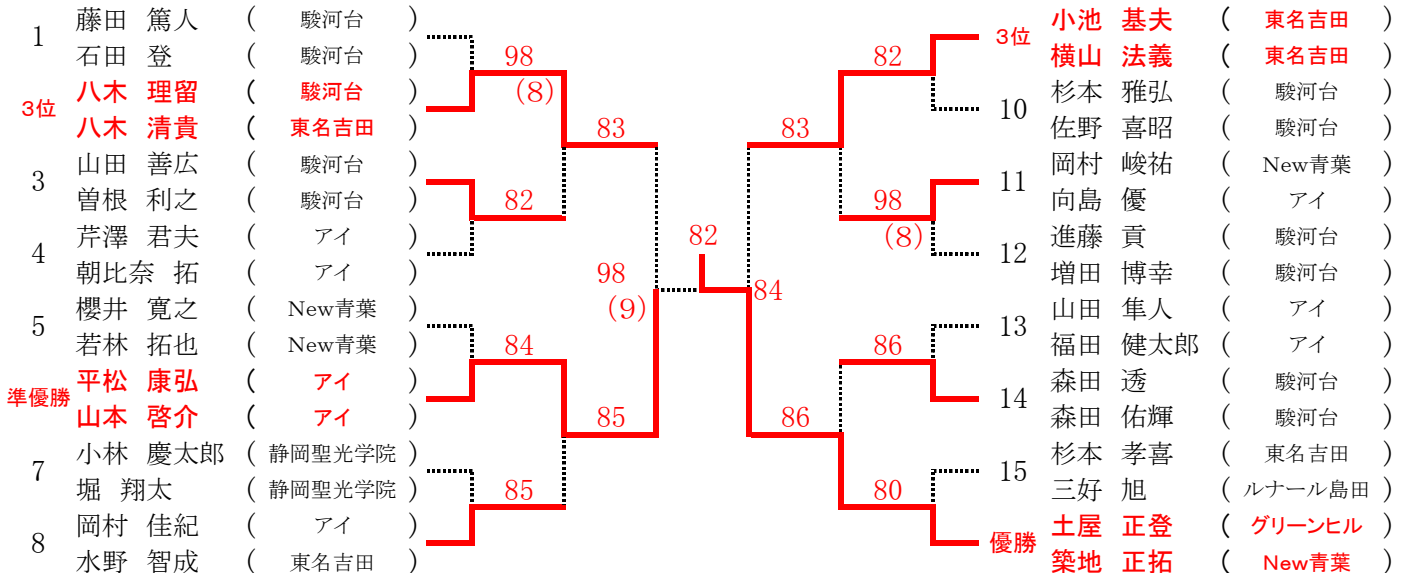 1
藤田 篤人 ( 駿河台 )
石田 登 ( 駿河台 )
3位
八木 理留 ( 駿河台 )
八木 清貴 ( 東名吉田 )
3
山田 善広 ( 駿河台 )
曽根 利之 ( 駿河台 )
4
芹澤 君夫 ( アイ )
朝比奈 拓 ( アイ )
5
櫻井 寛之 ( New青葉 )
若林 拓也 ( New青葉 )
準優勝
平松 康弘 ( アイ )
山本 啓介 ( アイ )
7
小林 慶太郎 ( 静岡聖光学院 )
堀 翔太 ( 静岡聖光学院 )
8
岡村 佳紀 ( アイ )
水野 智成 ( 東名吉田 )
98
(8)
82
84
85
83
85
98
(9)
82
84
83
86
82
98
(8)
86
80
3位
小池 基夫 ( 東名吉田 )
横山 法義 ( 東名吉田 )
10
杉本 雅弘 ( 駿河台 )
佐野 喜昭 ( 駿河台 )
11
岡村 峻祐 ( New青葉 )
向島 優 ( アイ )
12
進藤 貢 ( 駿河台 )
増田 博幸 ( 駿河台 )
13
山田 隼人 ( アイ )
福田 健太郎 ( アイ )
14
森田 透 ( 駿河台 )
森田 佑輝 ( 駿河台 )
15
杉本 孝喜 ( 東名吉田 )
三好 旭 ( ルナール島田 )
優勝
土屋 正登 ( グリーンヒル )
築地 正拓 ( New青葉 )